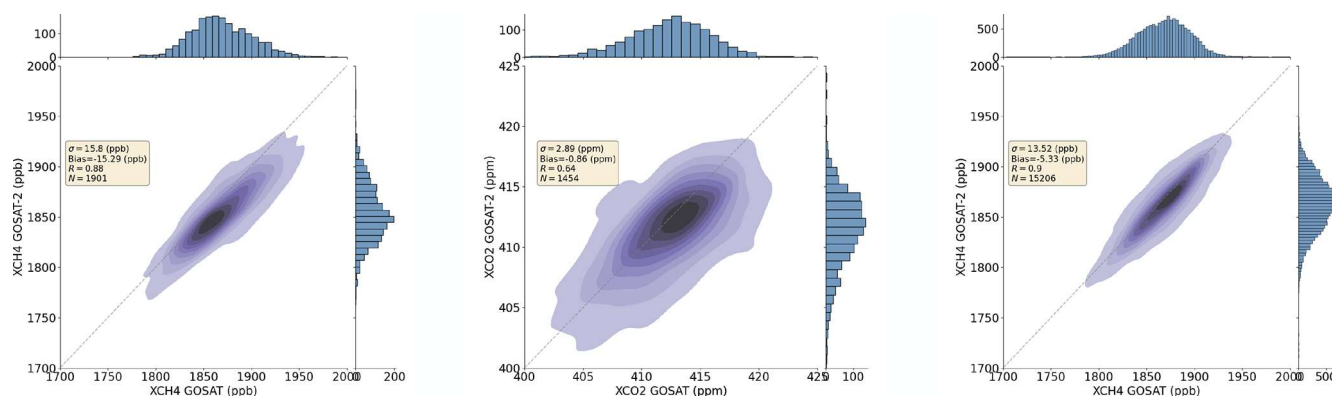 100
0
2000
1950
1900
1850
1800
1750
1700
XCH4 GOSAT-2 (ppb)
σ = 15.8 (ppb)
Bias=-15.29 (ppb)
R = 0.88
N = 1901
1700 1750 1800 1850 1900 1950 2000
0 200
XCH4 GOSAT (ppb)
100
0
425
420
415
410
405
400
XCO2 GOSAT-2 (ppm)
σ = 2.89 (ppm)
Bias=-0.86 (ppm)
R = 0.64
N = 1454
400 405 410 415 420 425
0 100
XCO2 GOSAT (ppm)
500
0
2000
1950
1900
1850
1800
1750
1700
XCH4 GOSAT-2 (ppb)
σ = 13.52 (ppb)
Bias=-5.33 (ppb)
R = 0.9
N = 15206
1700 1750 1800 1850 1900 1950 2000
0 500
XCH4 GOSAT (ppb)